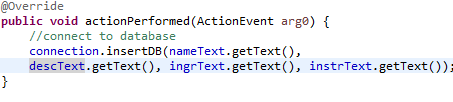 @Override
public void actionPerformed(ActionEvent arg0) {
//connect to database
connection.insertDB(nameText.getText(),
descText.getText(), ingrText.getText(), instrText.getText());
}